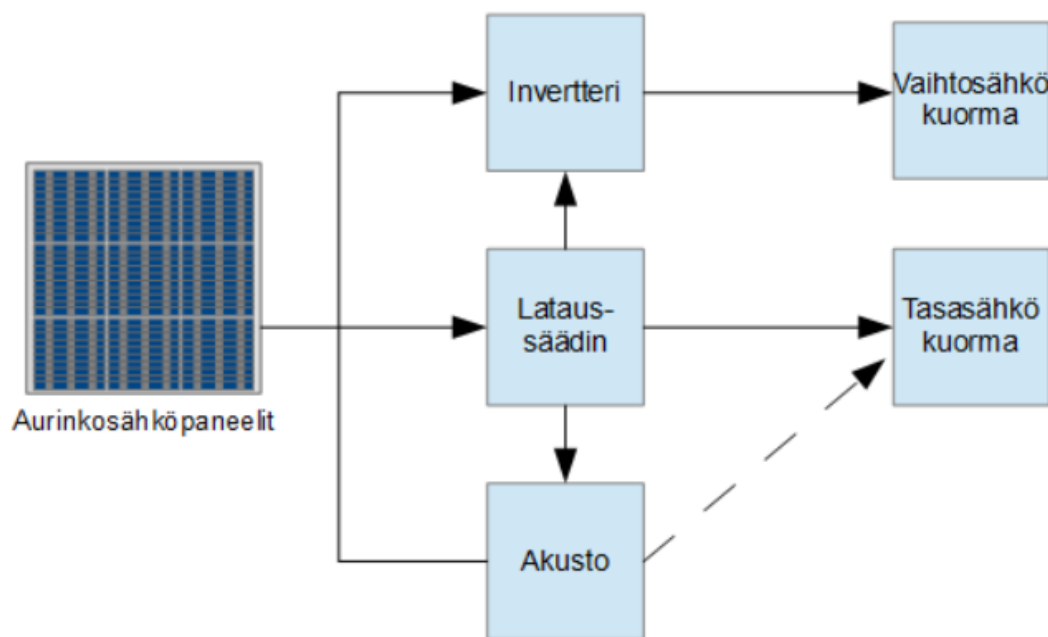 Invertteri
Vaihtosähkö
kuorma
Lataus-
säädin
Tasasähkö
kuorma
Aurinkosähköpaneelit
Akusto